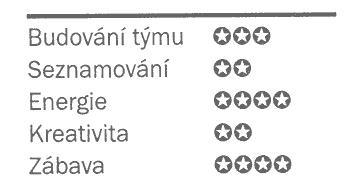 Budování týmu ✪✪✪
Seznamování ✪✪
Energie ✪✪✪✪
Kreativita ✪✪
Zábava ✪✪✪✪